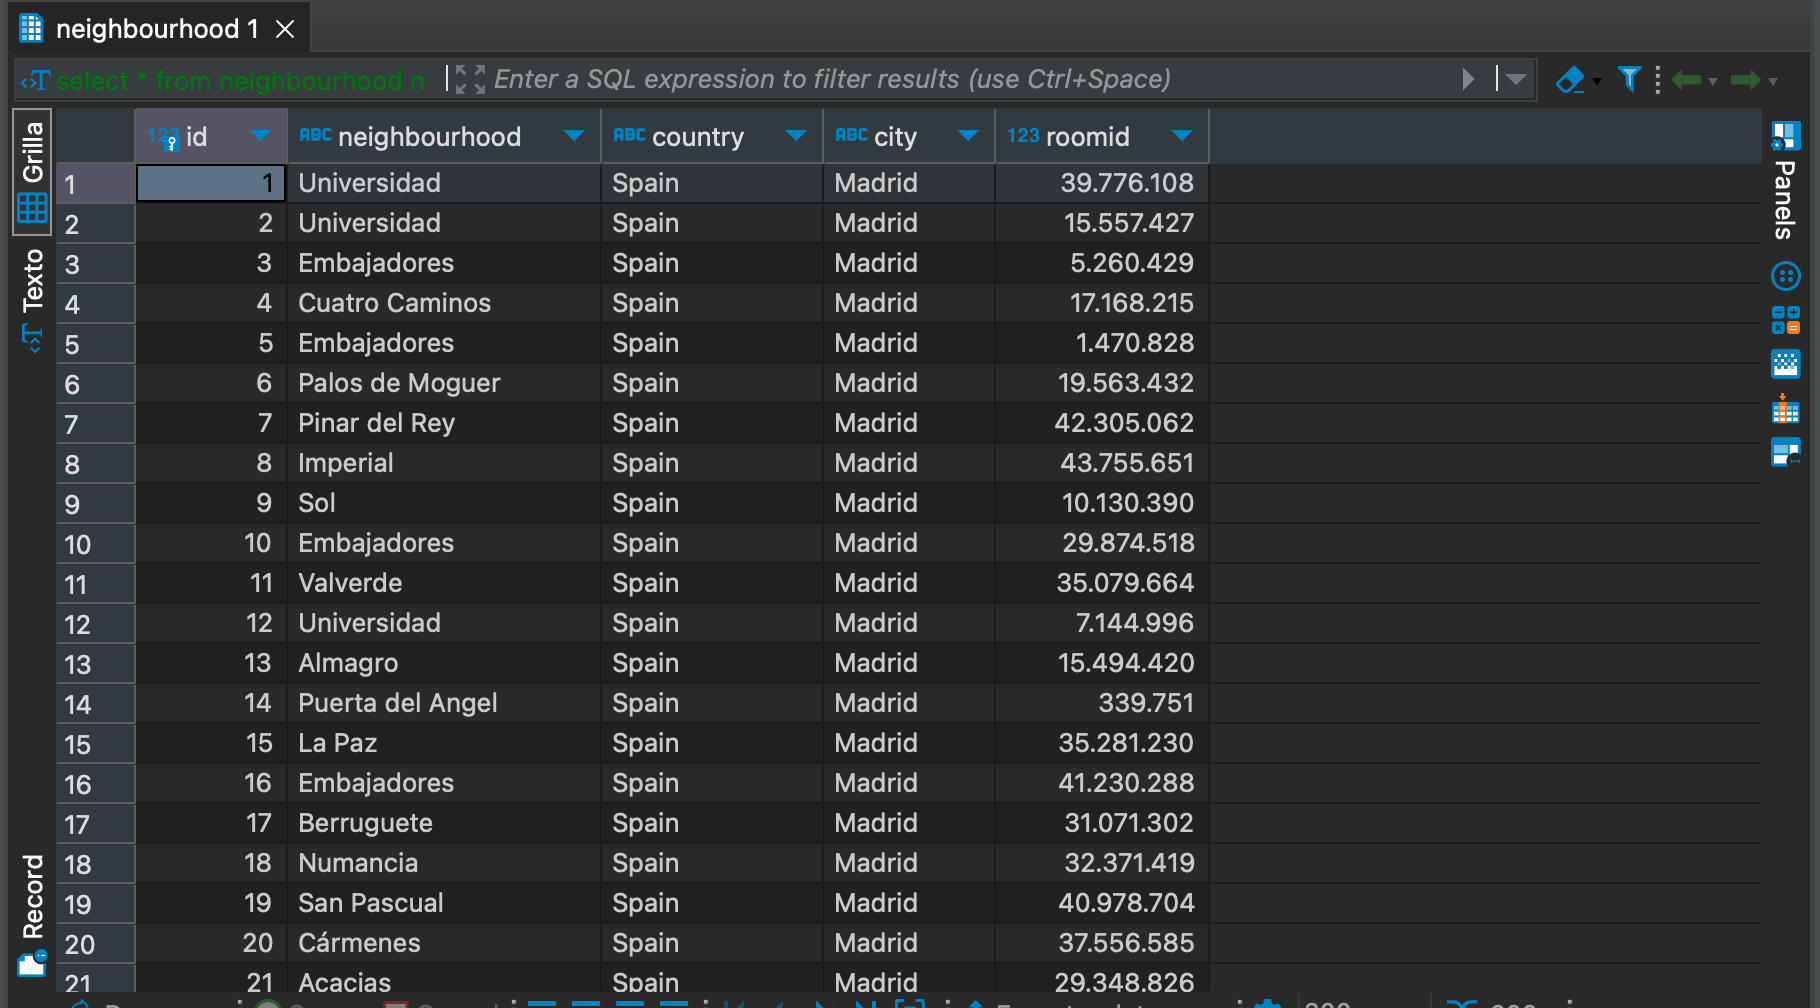 neighbourhood 1
select * from neighbourhood n Enter a SQL expression to filter results (use Ctrl+Space)
Grilla
Texto
Record
Panels
123 id ABC neighbourhood ABC country ABC city 123 roomid
1 1 Universidad Spain Madrid 39.776.108
2 2 Universidad Spain Madrid 15.557.427
3 3 Embajadores Spain Madrid 5.260.429
4 4 Cuatro Caminos Spain Madrid 17.168.215
5 5 Embajadores Spain Madrid 1.470.828
6 6 Palos de Moguer Spain Madrid 19.563.432
7 7 Pinar del Rey Spain Madrid 42.305.062
8 8 Imperial Spain Madrid 43.755.651
9 9 Sol Spain Madrid 10.130.390
10 10 Embajadores Spain Madrid 29.874.518
11 11 Valverde Spain Madrid 35.079.664
12 12 Universidad Spain Madrid 7.144.996
13 13 Almagro Spain Madrid 15.494.420
14 14 Puerta del Angel Spain Madrid 339.751
15 15 La Paz Spain Madrid 35.281.230
16 16 Embajadores Spain Madrid 41.230.288
17 17 Berruguete Spain Madrid 31.071.302
18 18 Numancia Spain Madrid 32.371.419
19 19 San Pascual Spain Madrid 40.978.704
20 20 Cármenes Spain Madrid 37.556.585
21 21 Acacias Spain Madrid 29.348.826